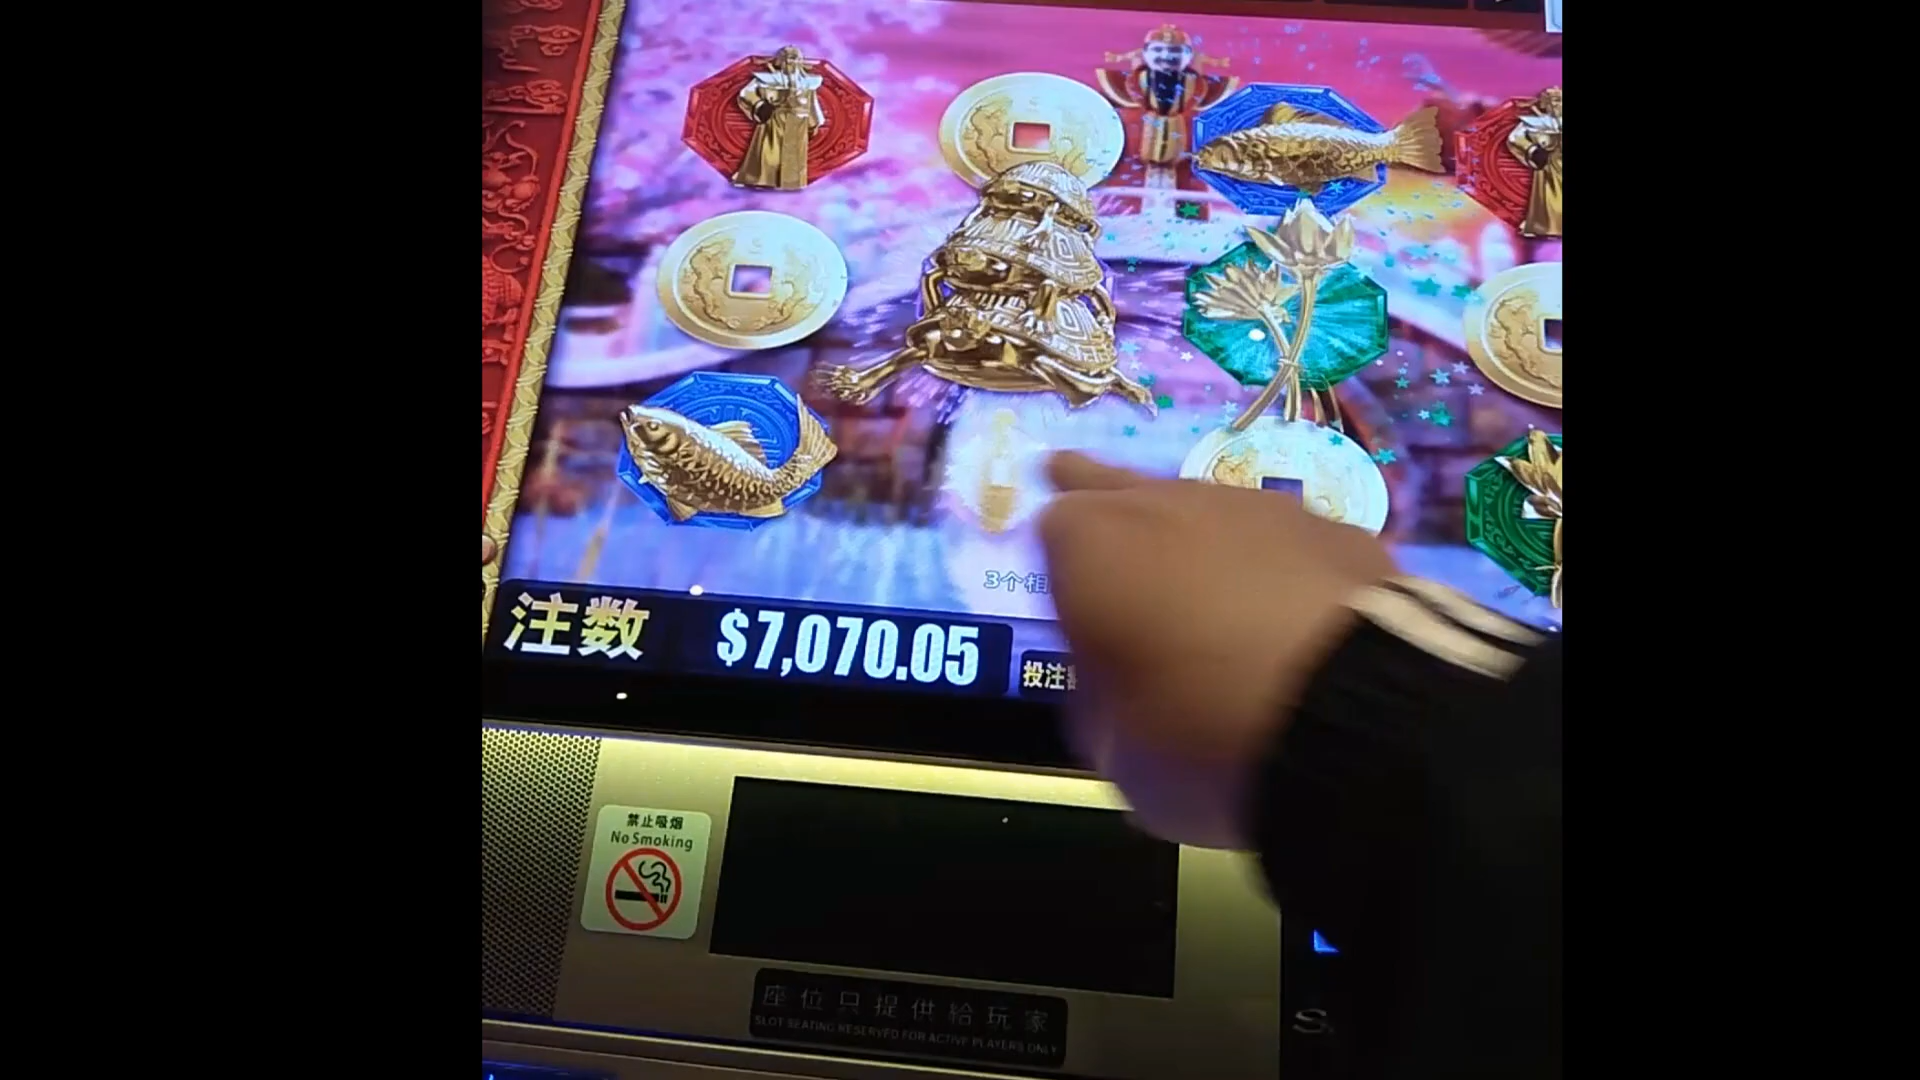 3个相
注数 $7,070.05 投注
禁止吸烟
No Smoking
座位只提供給玩家
SLOT SEATING RESERVED FOR ACTIVE PLAYERS ONLY